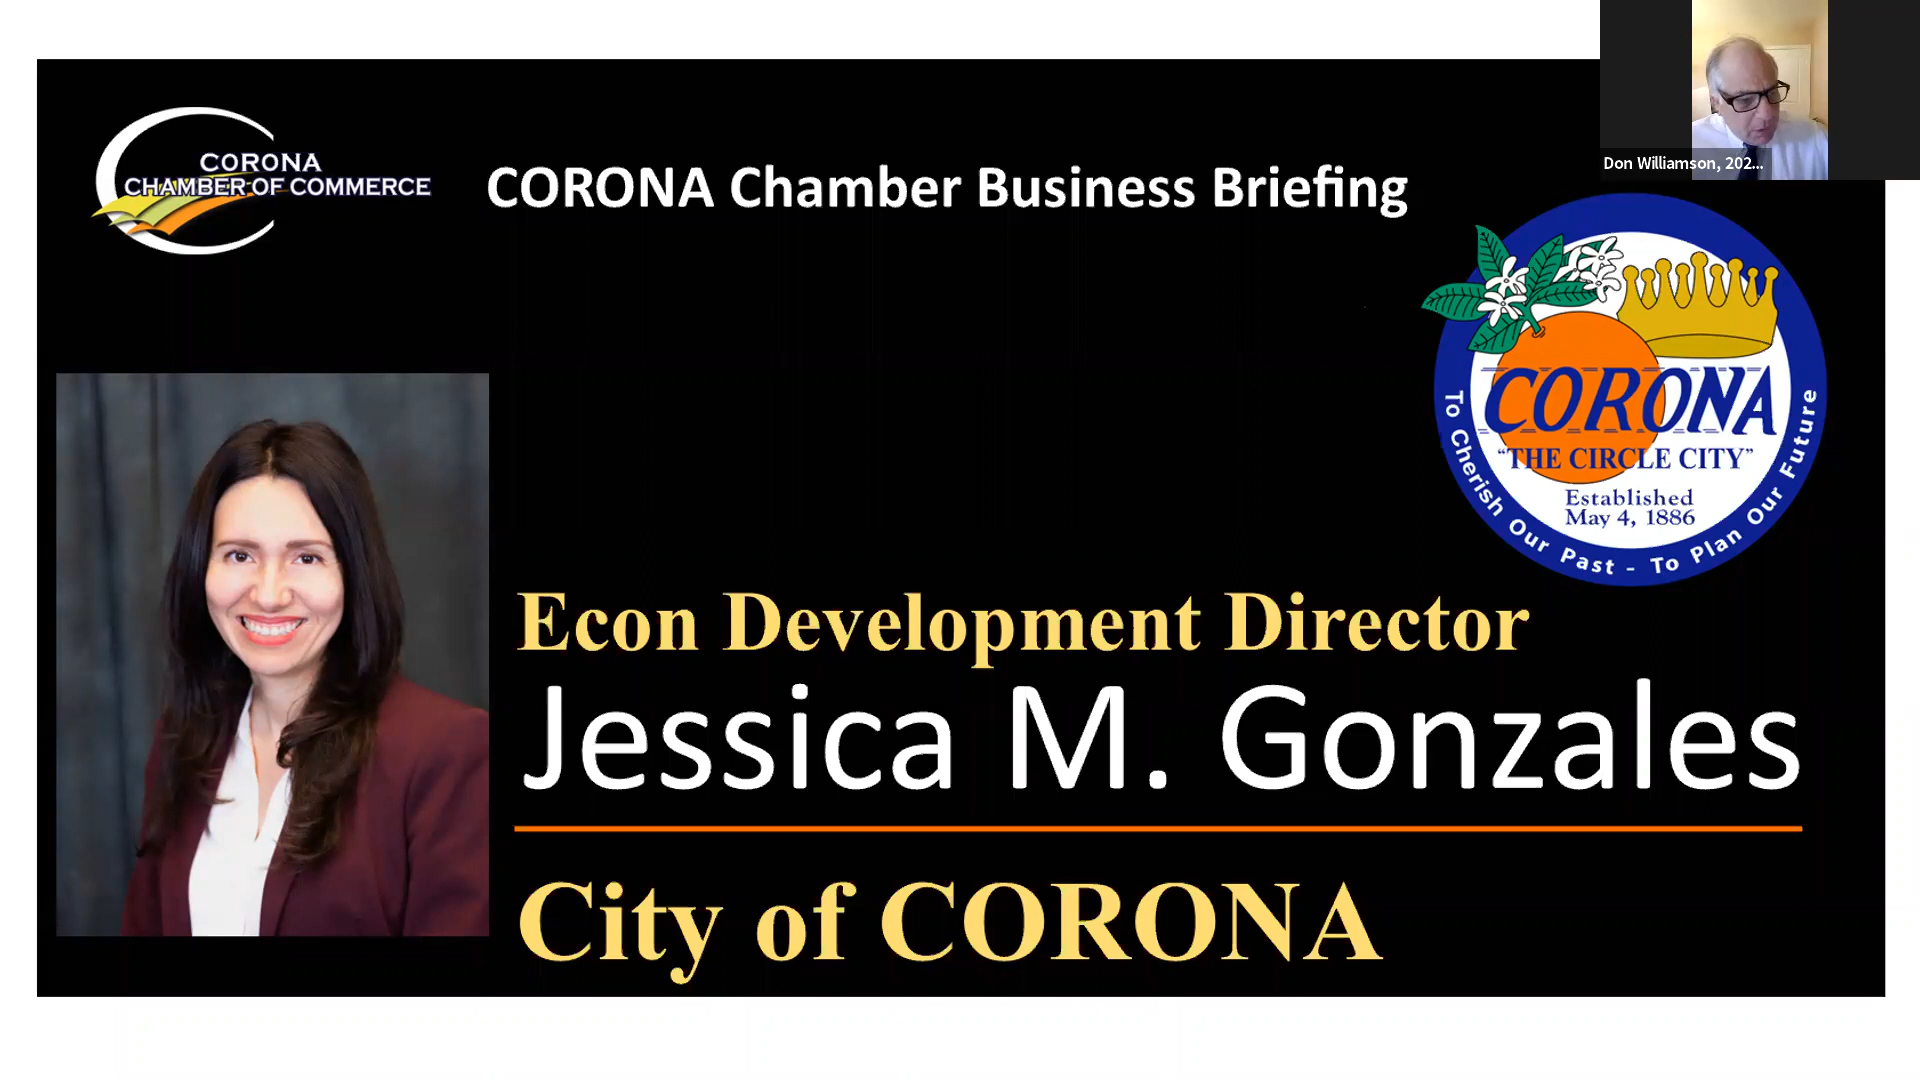 CORONA
CHAMBER OF COMMERCE
CORONA Chamber Business Briefing
Don Williamson, 202...
CORONA
“THE CIRCLE CITY”
Established
May 4, 1886
To Cherish Our Past - To Plan Our Future
Econ Development Director
Jessica M. Gonzales
City of CORONA